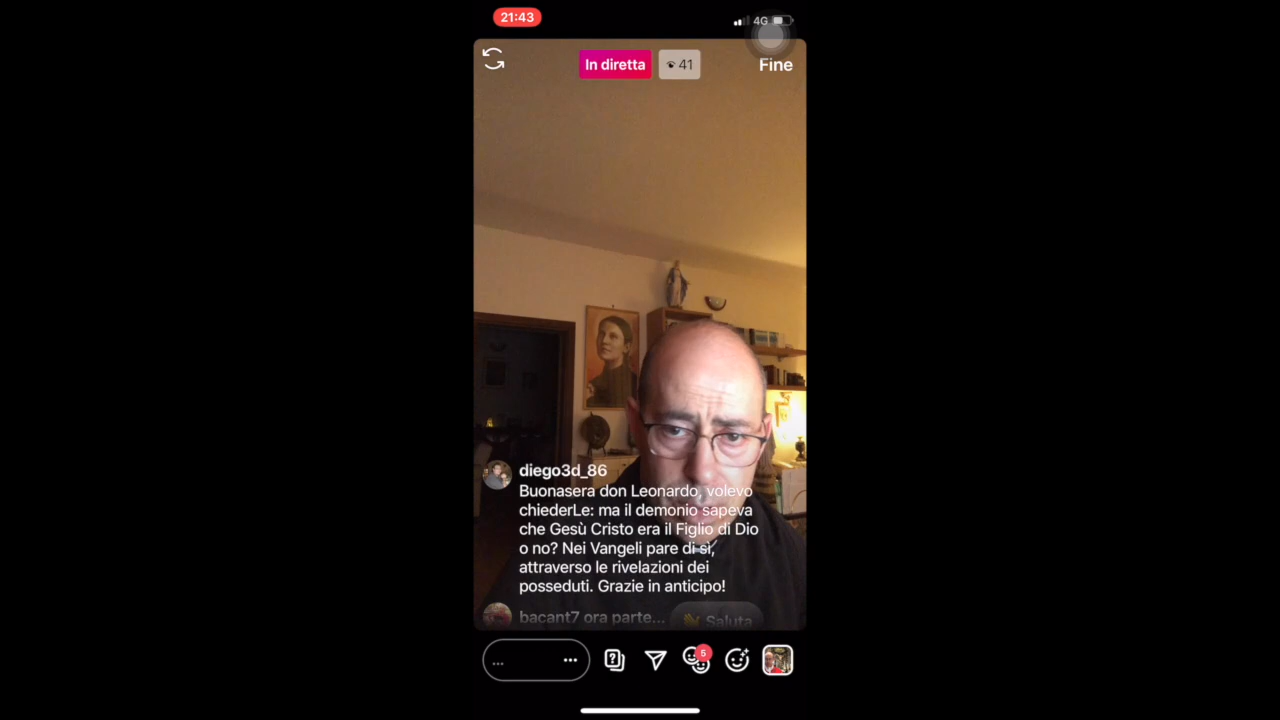 21:43
4G
In diretta
41
Fine
diego3d_86
Buonasera don Leonardo, volevo
chiederLe: ma il demonio sapeva
che Gesù Cristo era il Figlio di Dio
o no? Nei Vangeli pare di sì,
attraverso le rivelazioni dei
posseduti. Grazie in anticipo!
bacant7 ora parte...
👋 Saluta
...
5